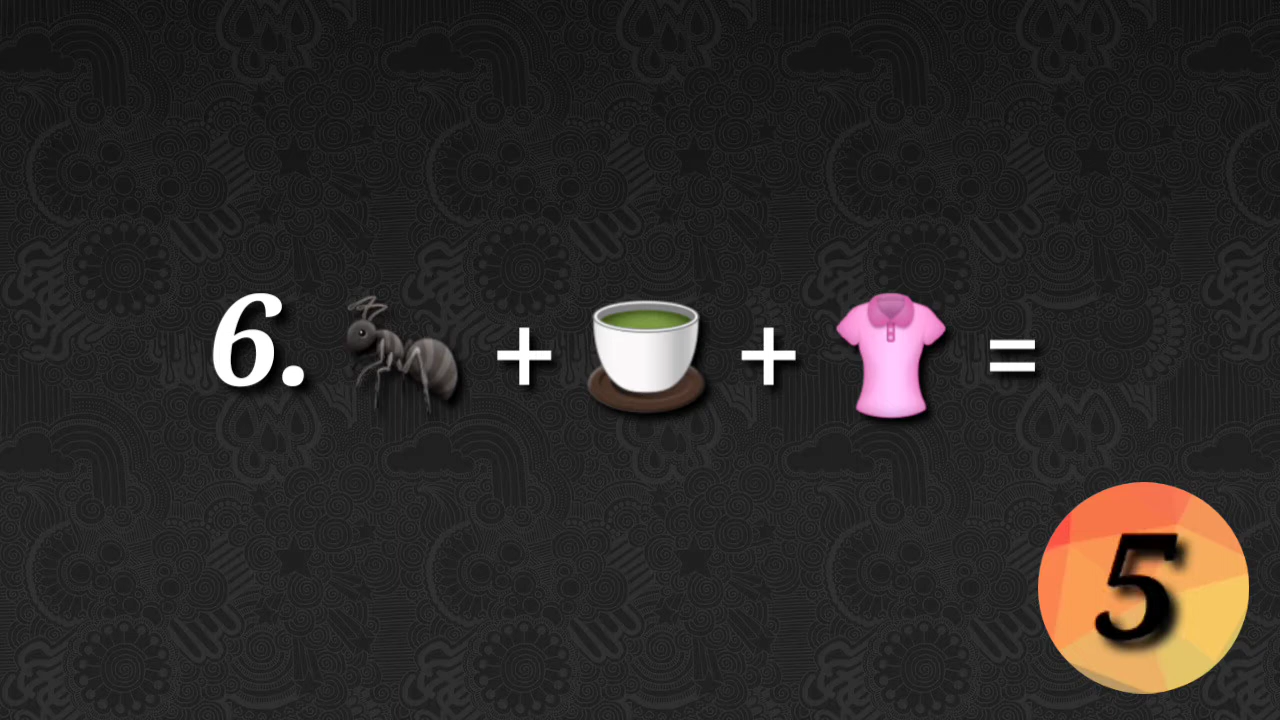 6. 🐜 + 🍵 + 👚 =
5